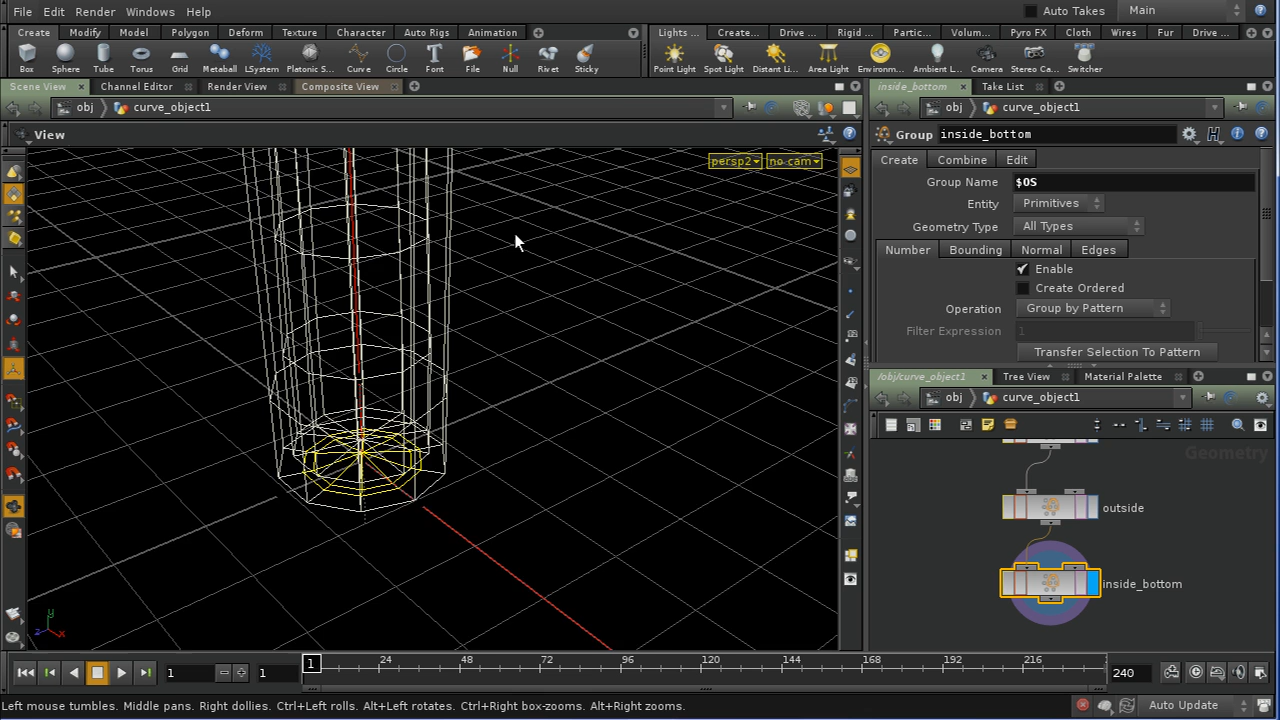 File Edit Render Windows Help Auto Takes Main
Create Modify Model Polygon Deform Texture Character Auto Rigs Animation Lights ... Create... Drive ... Rigid ... Partic... Volum... Pyro FX Cloth Wires Fur Drive ...
Box Sphere Tube Torus Grid Metaball LSystem Platonic S... Curve Circle Font File Null Rivet Sticky Point Light Spot Light Distant Li... Area Light Environm... Ambient L... Camera Stereo Ca... Switcher
Scene View Channel Editor Render View Composite View inside_bottom Take List
obj curve_object1 obj curve_object1
View Group inside_bottom
persp2 no cam Create Combine Edit
Group Name $OS
Entity Primitives
Geometry Type All Types
Number Bounding Normal Edges
Enable
Create Ordered
Operation Group by Pattern
Filter Expression 1
Transfer Selection To Pattern
/obj/curve_object1 Tree View Material Palette
obj curve_object1
Geometry
outside
inside_bottom
y
z x
1 1 1 24 48 72 96 120 144 168 192 216 240
Left mouse tumbles. Middle pans. Right dollies. Ctrl+Left rolls. Alt+Left rotates. Ctrl+Right box-zooms. Alt+Right zooms. Auto Update